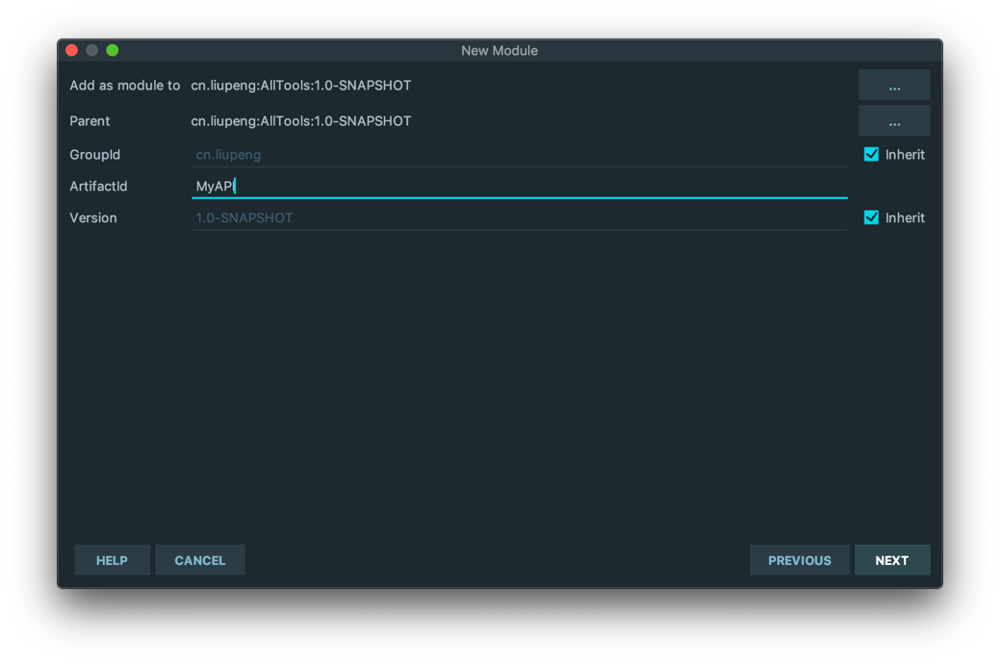 New Module
Add as module to cn.liupeng:AllTools:1.0-SNAPSHOT ...
Parent cn.liupeng:AllTools:1.0-SNAPSHOT ...
GroupId cn.liupeng Inherit
ArtifactId MyAPI
Version 1.0-SNAPSHOT Inherit
HELP CANCEL PREVIOUS NEXT